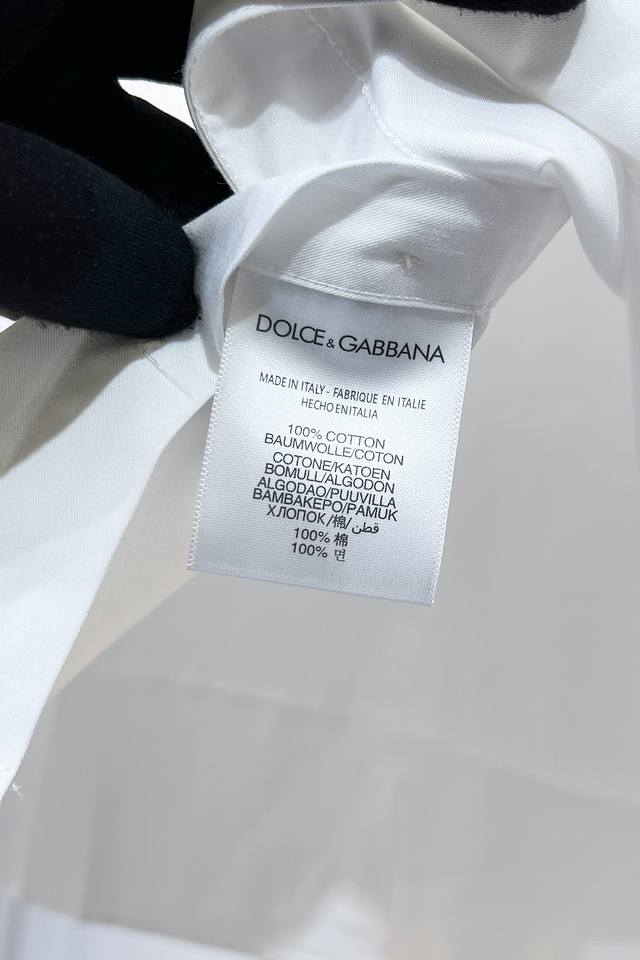 DOLCE & GABBANA
MADE IN ITALY - FABRIQUE EN ITALIE
HECHO EN ITALIA
100% COTTON
BAUMWOLLE/COTON
COTONE/KATOEN
BOMULL/ALGODON
ALGODAO/PUUVILLA
BAMBAKEPO/PAMUK
ХЛОПОК/棉/قطن
100% 棉
100% 면